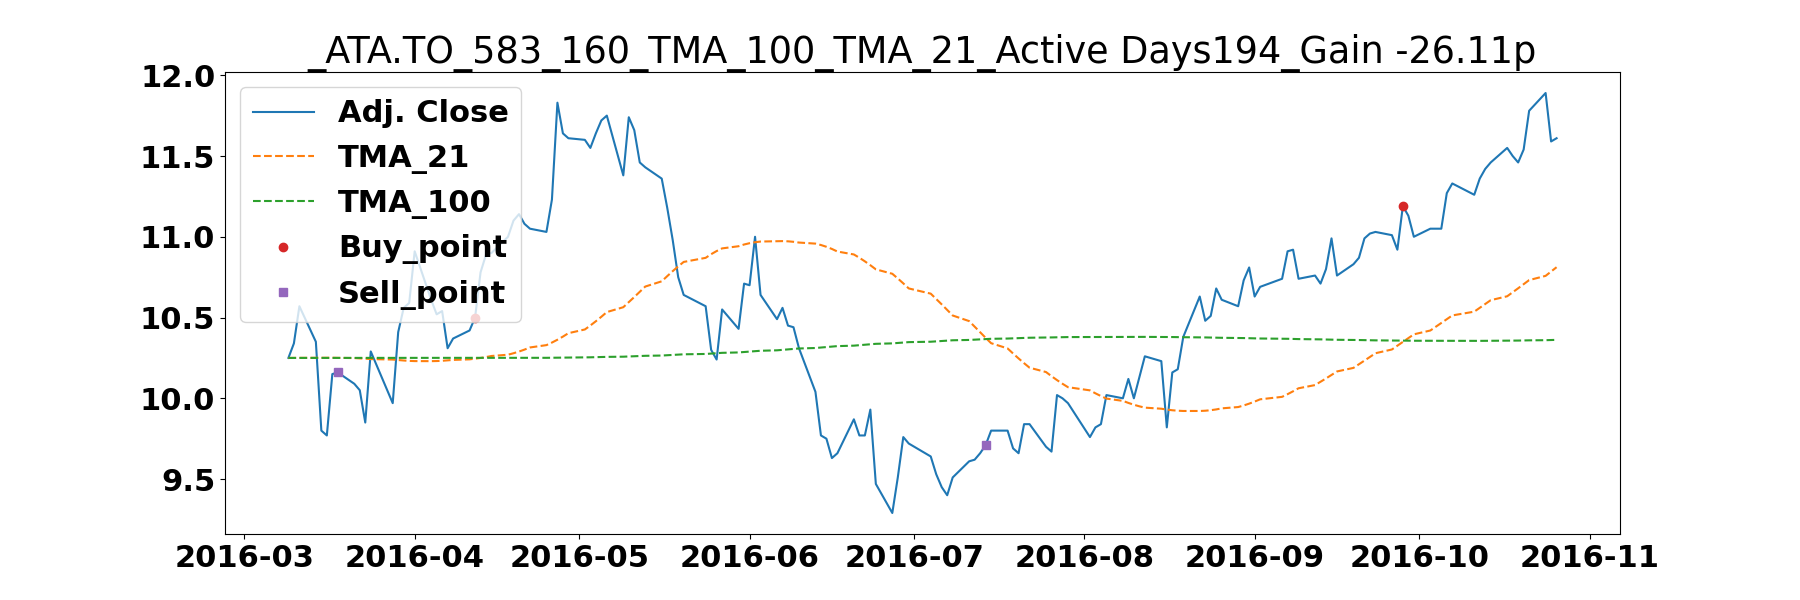 _ATA.TO_583_160_TMA_100_TMA_21_Active Days194_Gain -26.11p
12.0
11.5
11.0
10.5
10.0
9.5
Adj. Close
TMA_21
TMA_100
Buy_point
Sell_point
2016-03 2016-04 2016-05 2016-06 2016-07 2016-08 2016-09 2016-10 2016-11